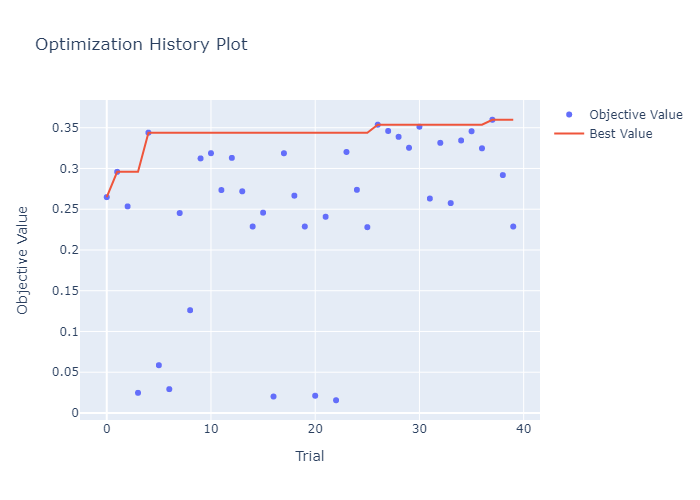 Optimization History Plot
Objective Value
Best Value
Objective Value
0.35
0.3
0.25
0.2
0.15
0.1
0.05
0
0 10 20 30 40
Trial